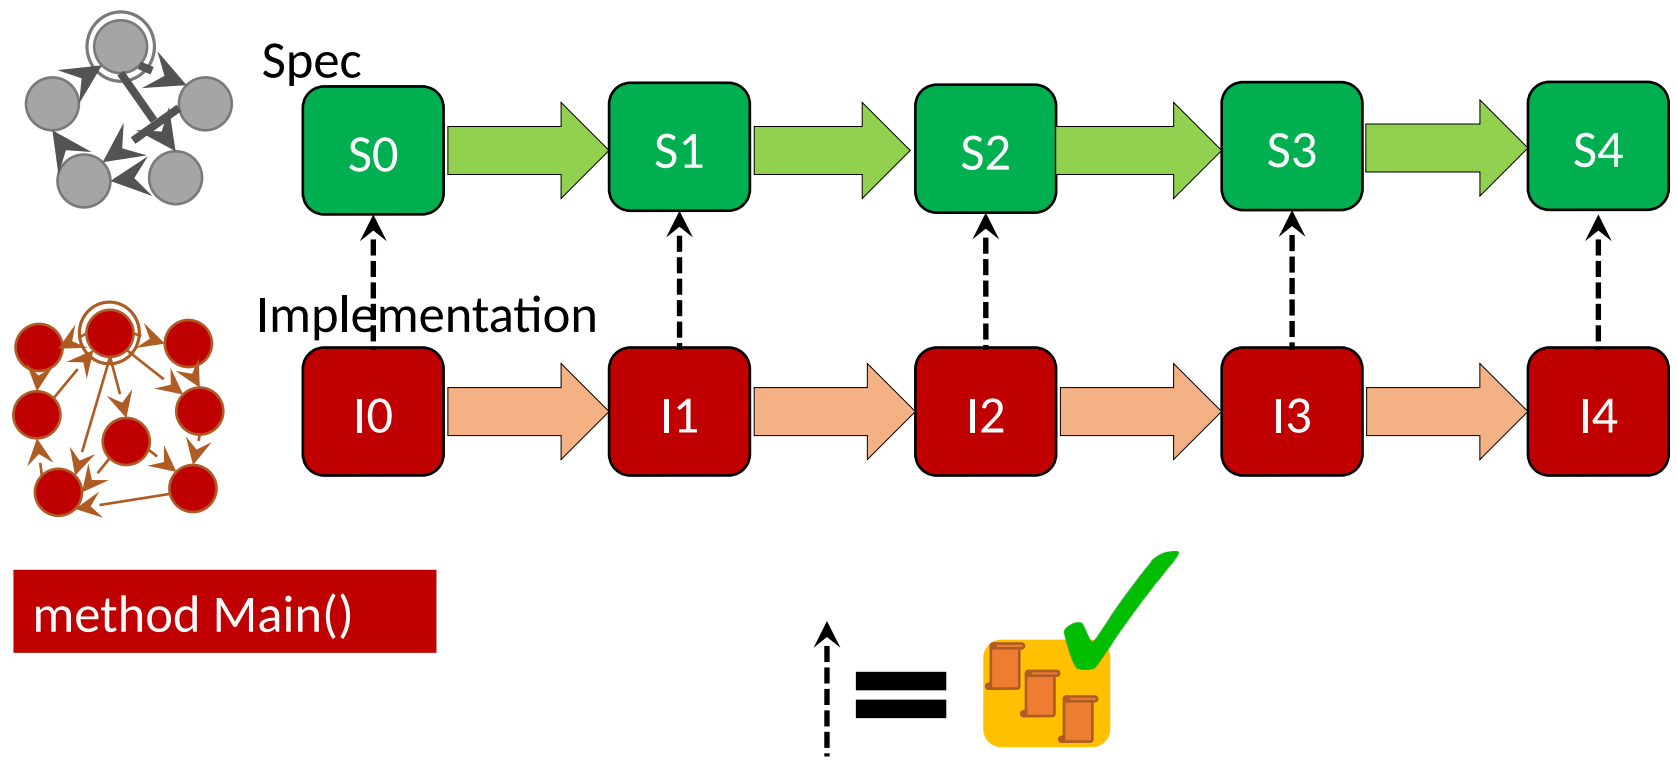 Spec
S0
S1
S2
S3
S4
Implementation
I0
I1
I2
I3
I4
method Main()